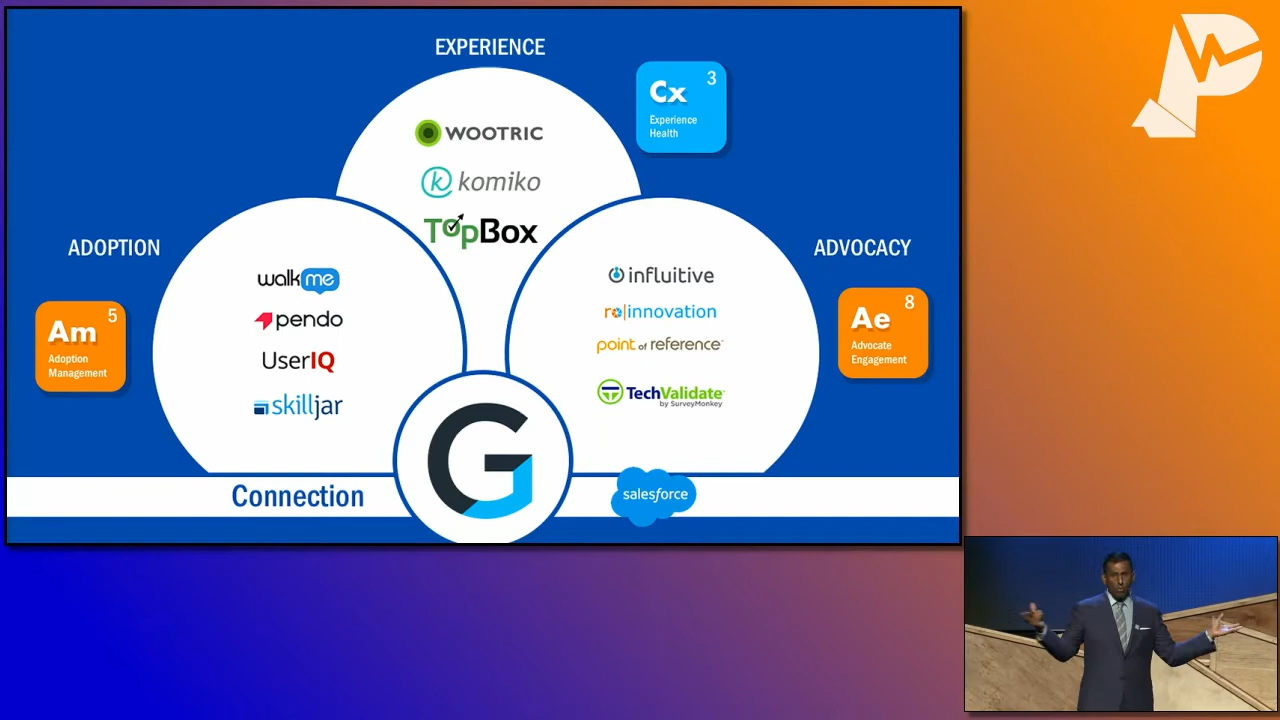 EXPERIENCE
Cx 3
Experience
Health
WOOTRIC
komiko
TopBox
ADOPTION
Am 5
Adoption
Management
walkme
pendo
UserIQ
skilljar
ADVOCACY
Ae 8
Advocate
Engagement
influitive
ro|innovation
point of reference
TechValidate
by SurveyMonkey
Connection
G
salesforce